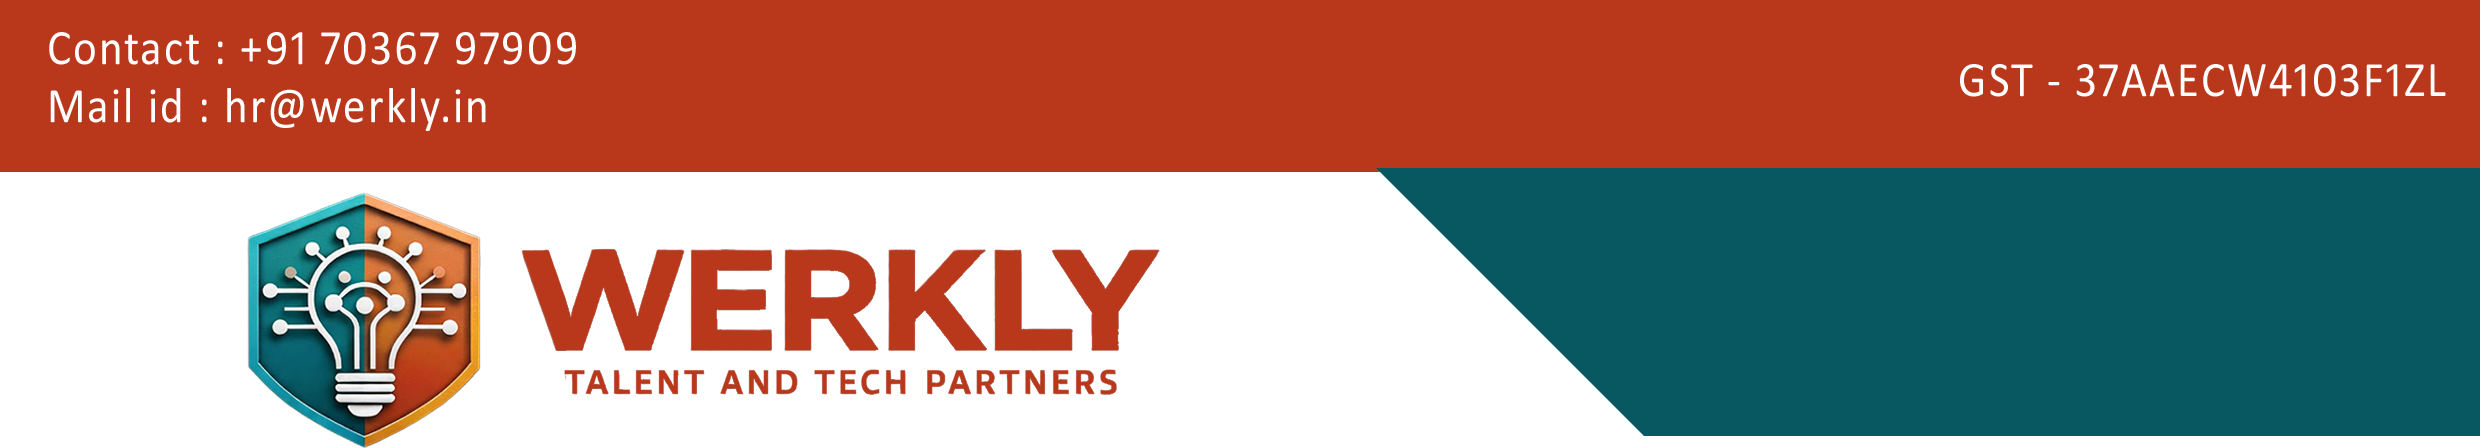 Contact : +91 70367 97909
Mail id : hr@werkly.in
GST - 37AAECW4103F1ZL
WERKLY
TALENT AND TECH PARTNERS